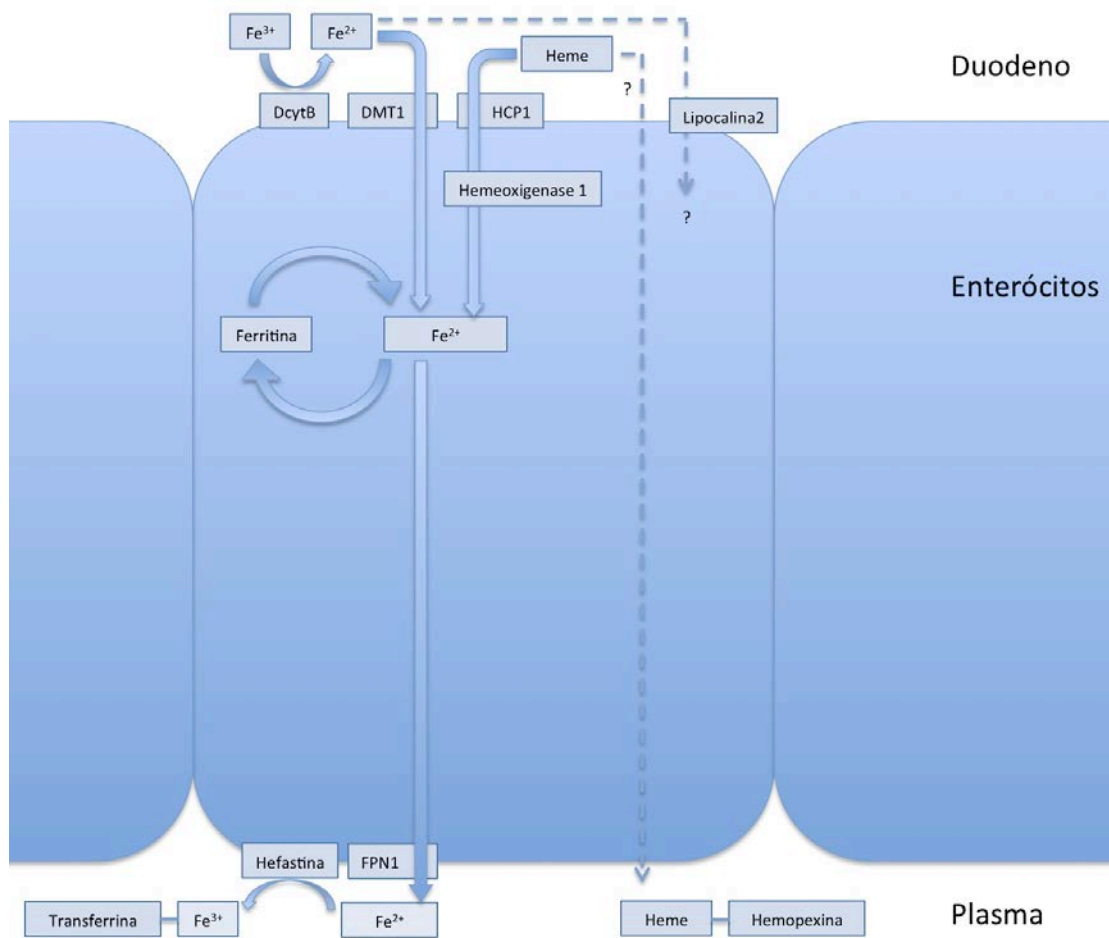 Fe³⁺ Fe²⁺
Heme
Duodeno
?
DcytB DMT1 HCP1 Lipocalina2
Hemeoxigenase 1
?
Enterócitos
Ferritina Fe²⁺
Hefastina FPN1
Transferrina Fe³⁺ Fe²⁺ Heme Hemopexina Plasma